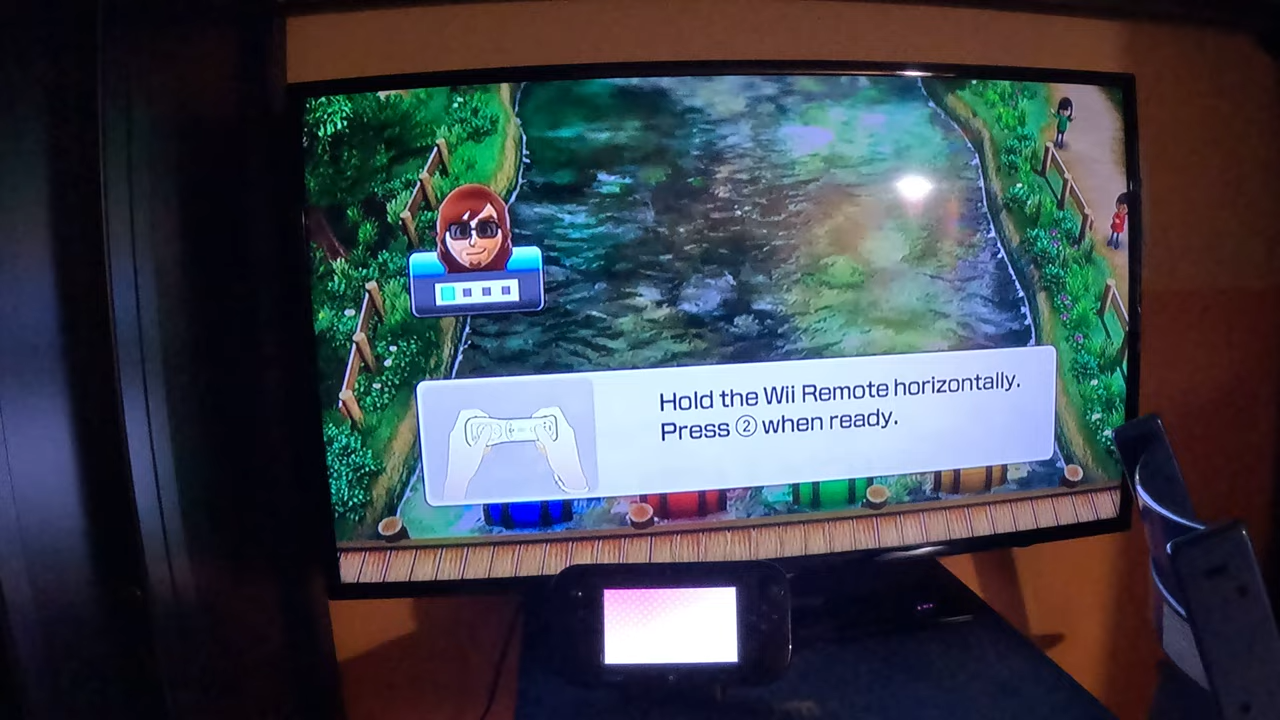 Hold the Wii Remote horizontally.
Press ② when ready.